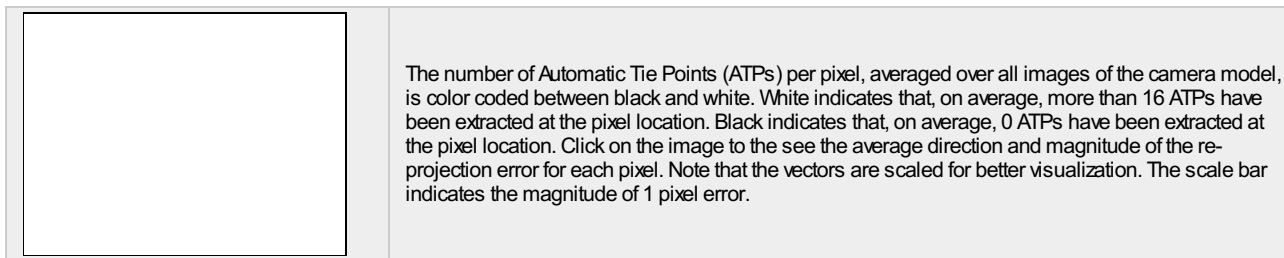 The number of Automatic Tie Points (ATPs) per pixel, averaged over all images of the camera model,
is color coded between black and white. White indicates that, on average, more than 16 ATPs have
been extracted at the pixel location. Black indicates that, on average, 0 ATPs have been extracted at
the pixel location. Click on the image to the see the average direction and magnitude of the re-
projection error for each pixel. Note that the vectors are scaled for better visualization. The scale bar
indicates the magnitude of 1 pixel error.